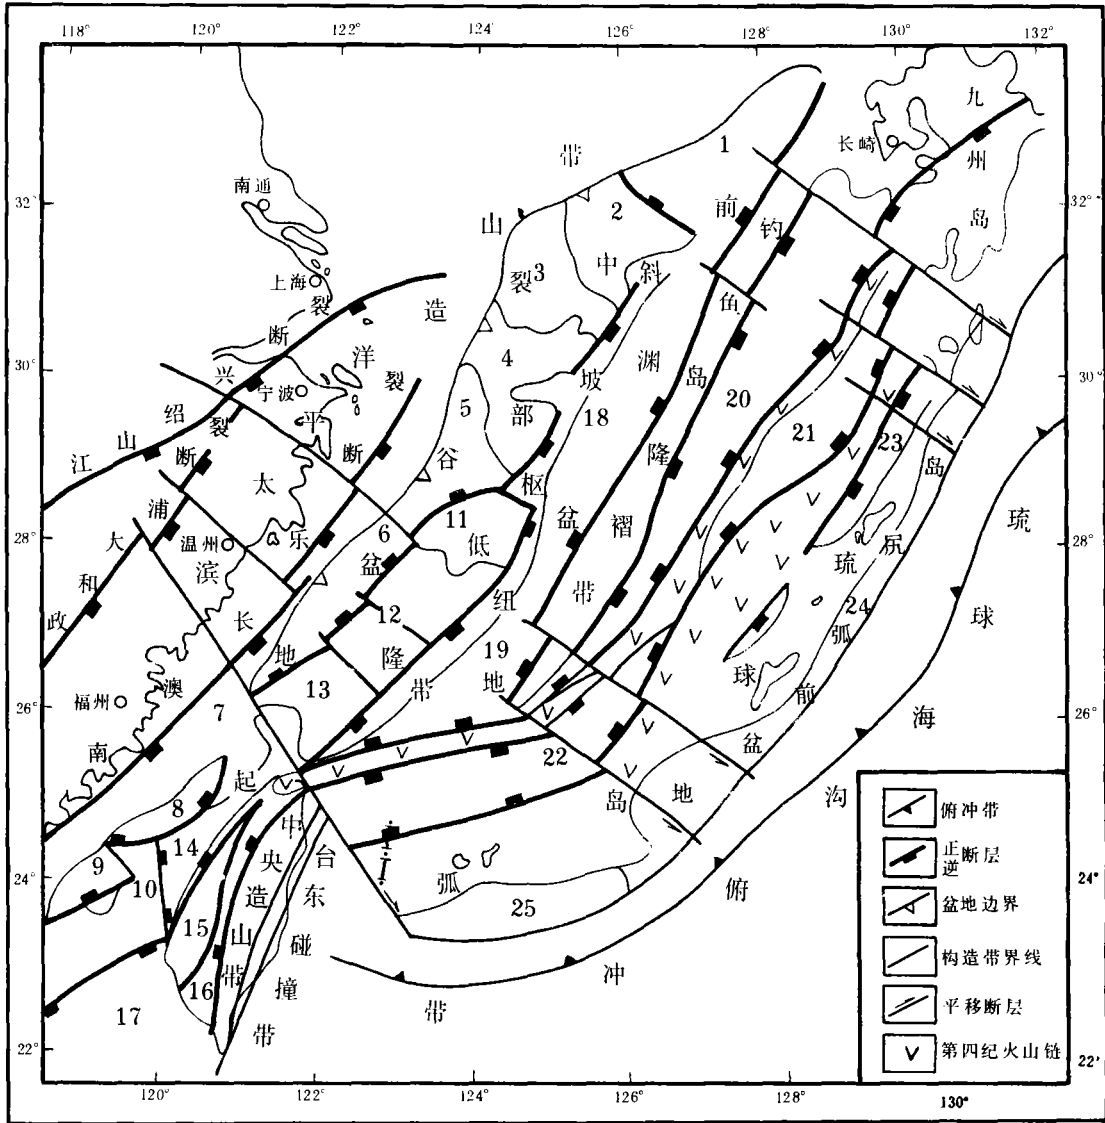 118°
120°
122°
124°
126°
128°
130°
132°
32°
30°
28°
26°
24°
22°
32°
30°
28°
26°
24°
22'
120°
122°
124°
126°
128°
130°
南通
上海
宁波
温州
福州
长崎
九州岛
江山绍兴断裂
政和大浦断裂
南澳长乐断裂
滨太平洋造山带
裂谷盆地
中部低隆起
斜坡枢纽带
前渊盆地
钓鱼岛隆褶带
琉球岛弧
岛尻弧前盆地
琉球海沟俯冲带
中央造山带
台东碰撞带
1
2
3
4
5
6
7
8
9
10
11
12
13
14
15
16
17
18
19
20
21
22
23
24
25
俯冲带
正断层
逆
盆地边界
构造带界线
平移断层
第四纪火山链